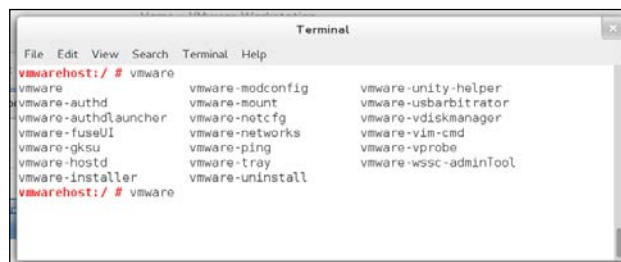 Terminal
File Edit View Search Terminal Help
vmwarehost:/ # vmware
vmware vmware-modconfig vmware-unity-helper
vmware-authd vmware-mount vmware-usbarbitrator
vmware-authdlauncher vmware-netcfg vmware-vdiskmanager
vmware-fuseUI vmware-networks vmware-vim-cmd
vmware-gksu vmware-ping vmware-vprobe
vmware-hostd vmware-tray vmware-wssc-adminTool
vmware-installer vmware-uninstall
vmwarehost:/ # vmware